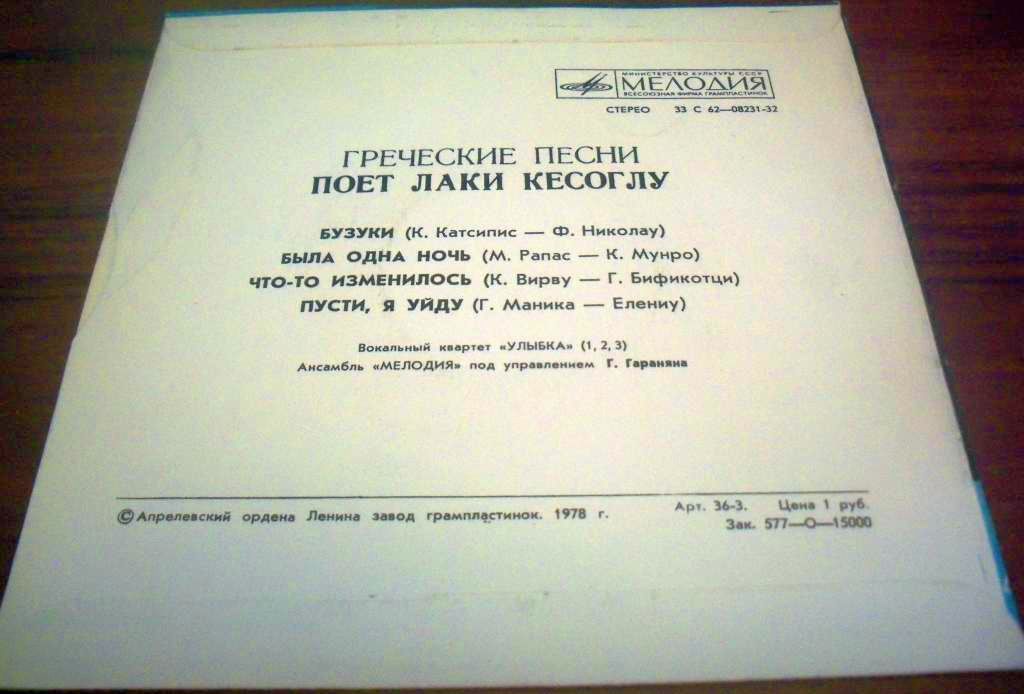 МИНИСТЕРСТВО КУЛЬТУРЫ СССР
МЕЛОДИЯ
ВСЕСОЮЗНАЯ ФИРМА ГРАМПЛАСТИНОК
СТЕРЕО 33 С 62—08231-32
ГРЕЧЕСКИЕ ПЕСНИ
ПОЕТ ЛАКИ КЕСОГЛУ
БУЗУКИ (К. Катсипис — Ф. Николау)
БЫЛА ОДНА НОЧЬ (М. Рапас — К. Мунро)
ЧТО-ТО ИЗМЕНИЛОСЬ (К. Вирву — Г. Бификотци)
ПУСТИ, Я УЙДУ (Г. Маника — Елениу)
Вокальный квартет «УЛЫБКА» (1, 2, 3)
Ансамбль «МЕЛОДИЯ» под управлением Г. Гараняна
© Апрелевский ордена Ленина завод грампластинок. 1978 г. Арт. 36-3. Цена 1 руб.
Зак. 577—О—15000